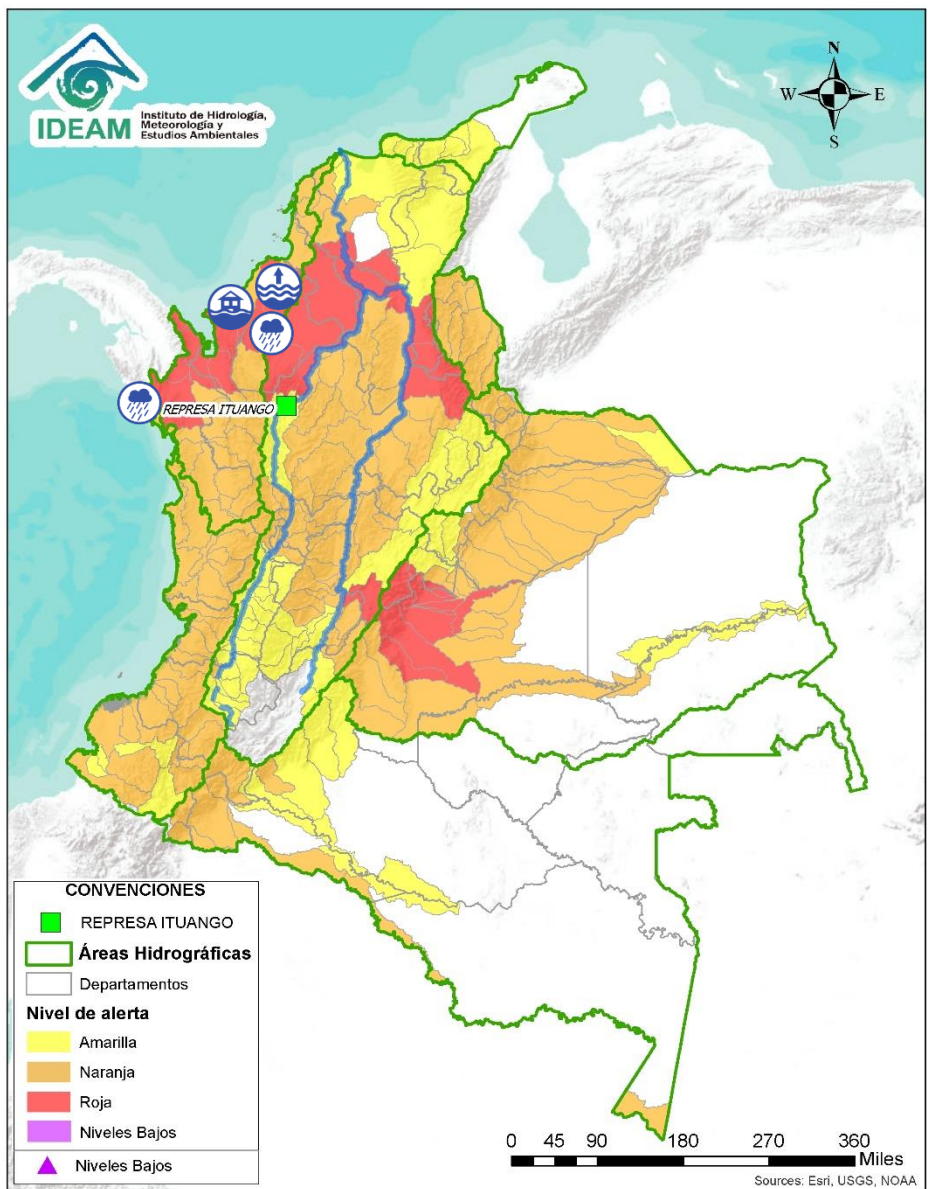 IDEAM
Instituto de Hidrología,
Meteorología y
Estudios Ambientales
N
W
E
S
REPRESA ITUANGO
CONVENCIONES
REPRESA ITUANGO
Áreas Hidrográficas
Departamentos
Nivel de alerta
Amarilla
Naranja
Roja
Niveles Bajos
Niveles Bajos
0 45 90 180 270 360
Miles
Sources: Esri, USGS, NOAA